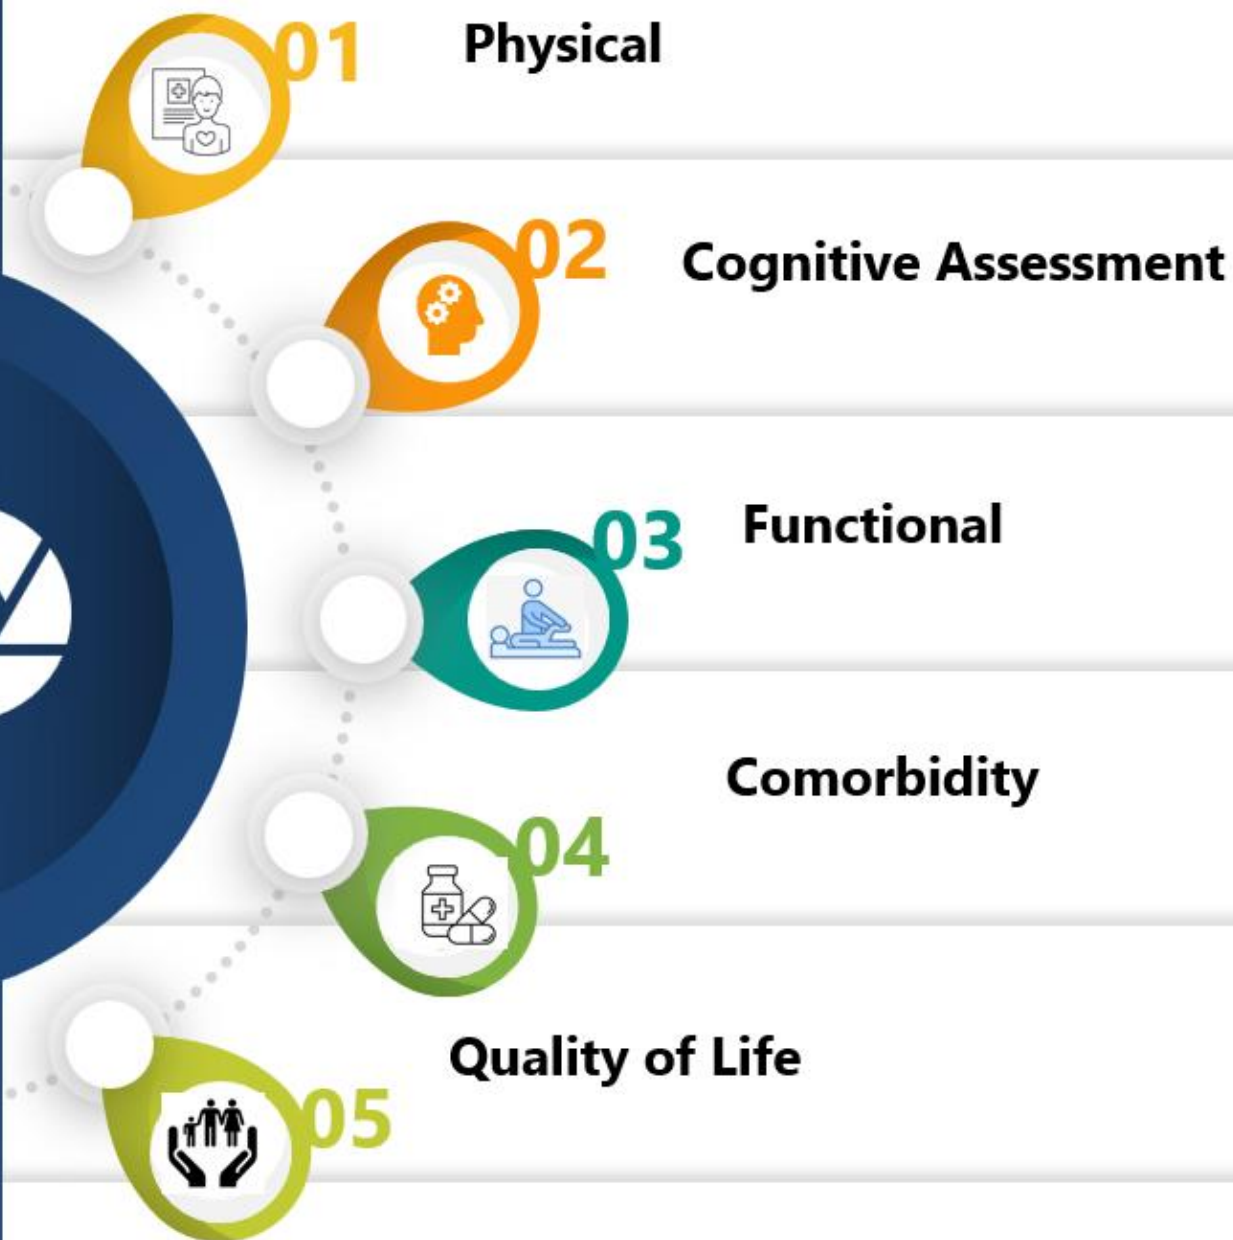 01 Physical
02 Cognitive Assessment
03 Functional
04 Comorbidity
05 Quality of Life